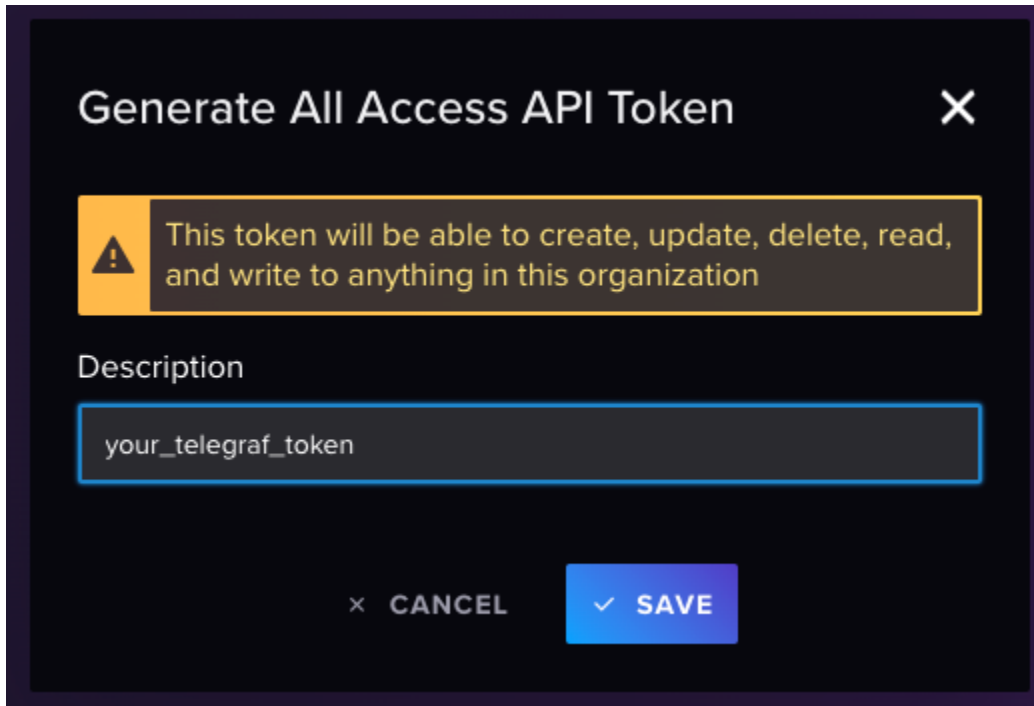 Generate All Access API Token
This token will be able to create, update, delete, read,
and write to anything in this organization
Description
your_telegraf_token
CANCEL
SAVE